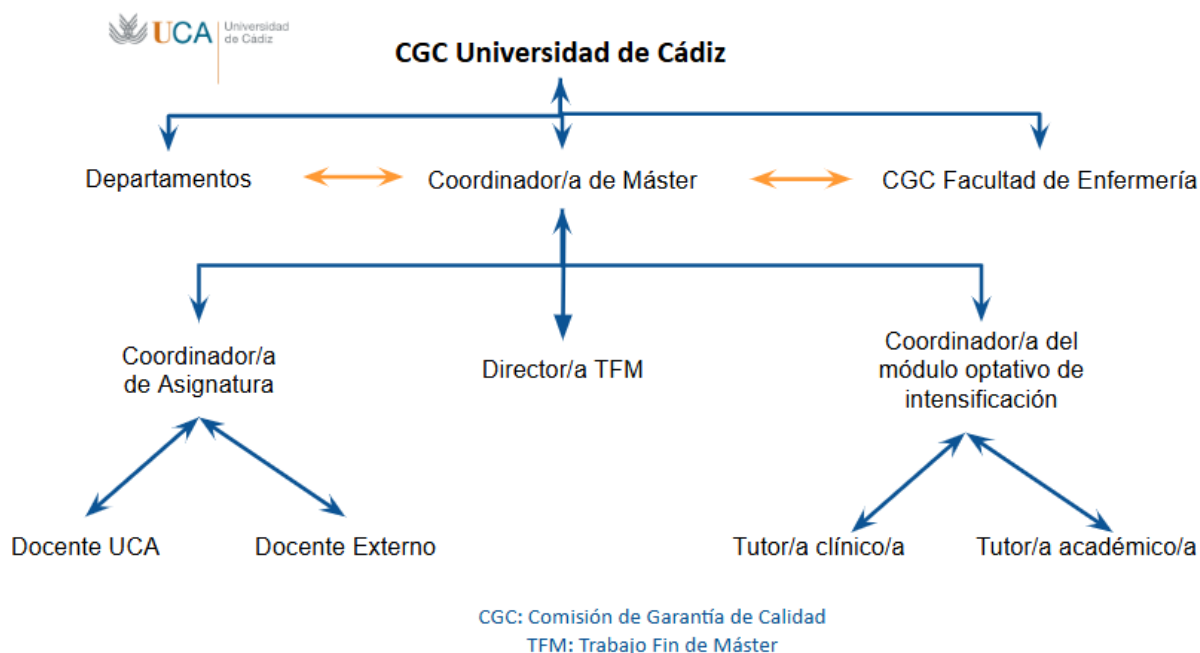 UCA
Universidad
de Cádiz
CGC Universidad de Cádiz
Departamentos
Coordinador/a de Máster
CGC Facultad de Enfermería
Coordinador/a
de Asignatura
Director/a TFM
Coordinador/a del
módulo optativo de
intensificación
Docente UCA
Docente Externo
Tutor/a clínico/a
Tutor/a académico/a
CGC: Comisión de Garantía de Calidad
TFM: Trabajo Fin de Máster